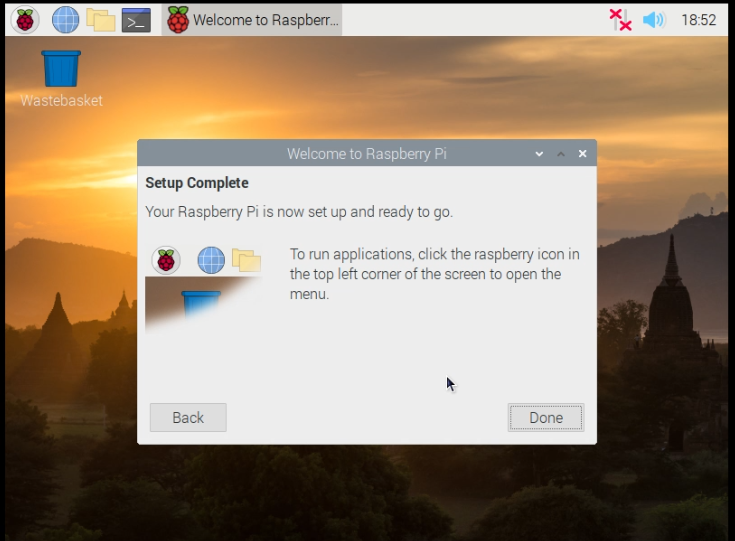 Welcome to Raspberr...
18:52
Wastebasket
Welcome to Raspberry Pi
Setup Complete
Your Raspberry Pi is now set up and ready to go.
To run applications, click the raspberry icon in
the top left corner of the screen to open the
menu.
Back
Done